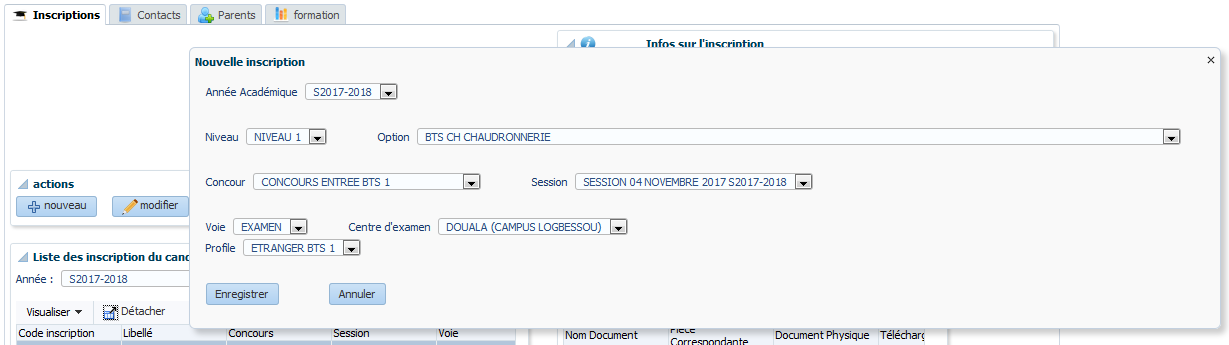 Inscriptions Contacts Parents formation
Infos sur l'inscription
Nouvelle inscription
Année Académique S2017-2018
Niveau NIVEAU 1 Option BTS CH CHAUDRONNERIE
actions
Concour CONCOURS ENTREE BTS 1 Session SESSION 04 NOVEMBRE 2017 S2017-2018
nouveau modifier
Voie EXAMEN Centre d'examen DOUALA (CAMPUS LOGBESSOU)
Profile ETRANGER BTS 1
Liste des inscription du cand
Année : S2017-2018
Enregistrer Annuler
Visualiser Détacher
Code inscription Libellé Concours Session Voie
Nom Document Pièce Correspondante Document Physique Télécharg